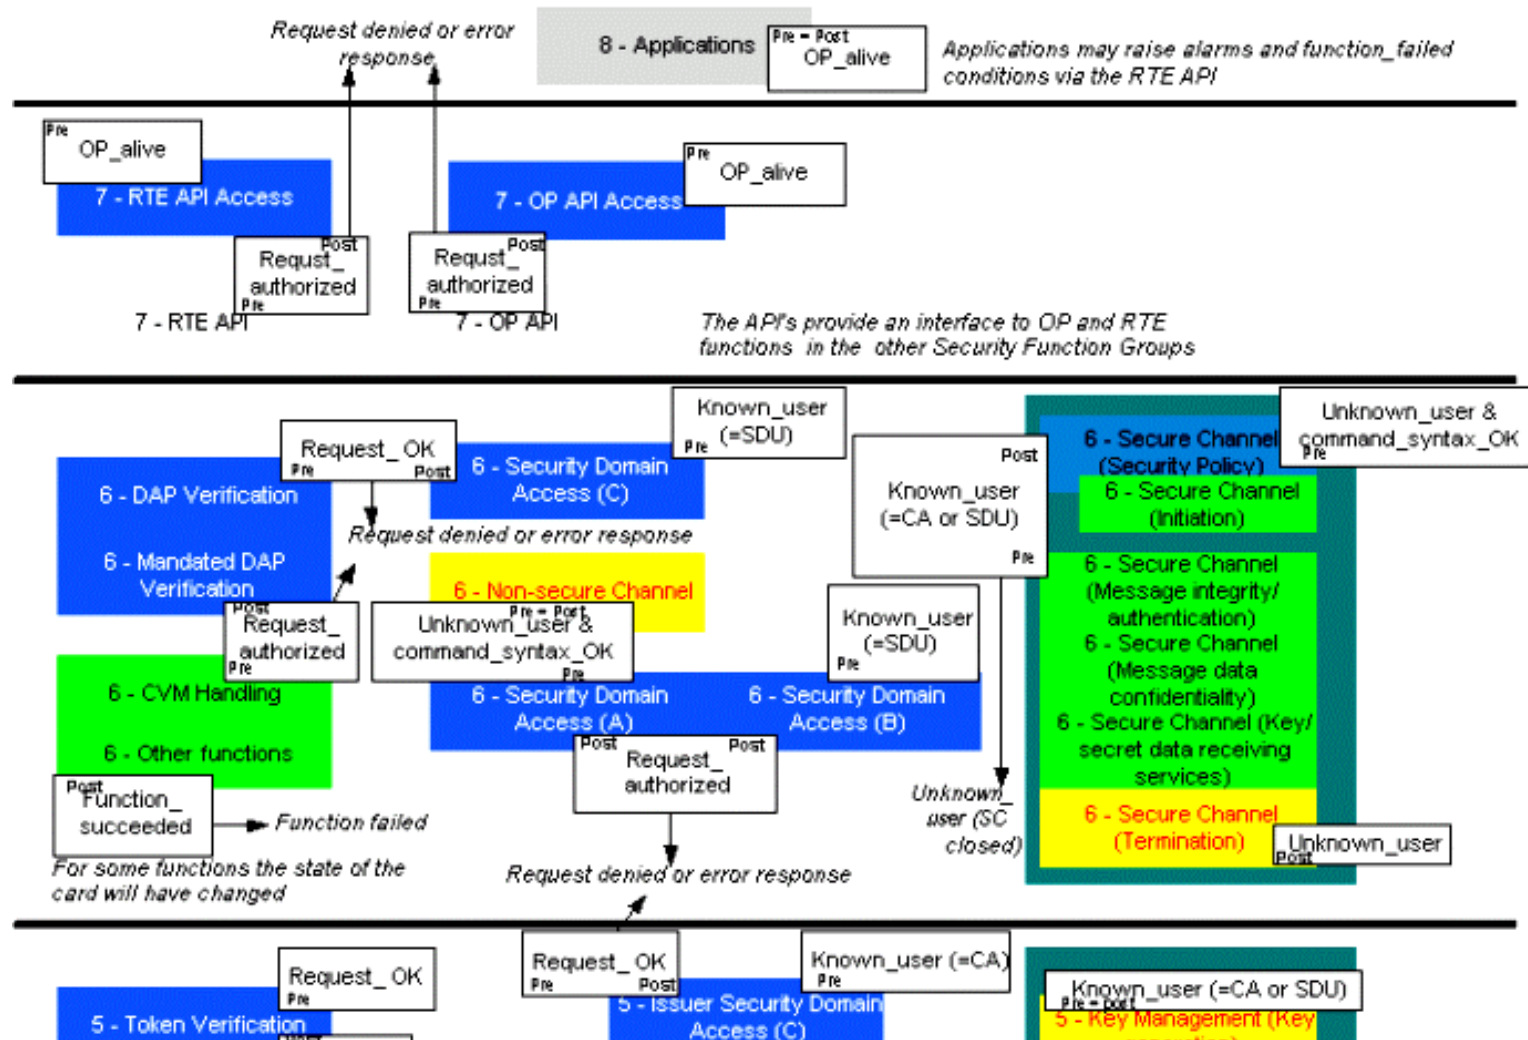 Request denied or error
response
8 - Applications
Pre = Post
OP_alive
Applications may raise alarms and function_failed
conditions via the RTE API
Pre
OP_alive
7 - RTE API Access
Post
Requst_
authorized
Pre
7 - RTE API
Pre
OP_alive
7 - OP API Access
Post
Requst_
authorized
Pre
7 - OP API
The API's provide an interface to OP and RTE
functions in the other Security Function Groups
Request_ OK
Pre
Post
6 - DAP Verification
6 - Mandated DAP
Verification
Request denied or error response
Post
Request_
authorized
Pre
6 - CVM Handling
6 - Other functions
Post
Function_
succeeded
Function failed
For some functions the state of the
card will have changed
Known_user
(=SDU)
Pre
6 - Security Domain
Access (C)
6 - Non-secure Channel
Pre = Post
Unknown_user &
command_syntax_OK
Pre
6 - Security Domain
Access (A)
Known_user
(=SDU)
Pre
6 - Security Domain
Access (B)
Post
Post
Request_
authorized
Request denied or error response
Post
Known_user
(=CA or SDU)
Pre
Unknown_
user (SC
closed)
Unknown_user &
command_syntax_OK
Pre
6 - Secure Channel
(Security Policy)
6 - Secure Channel
(Initiation)
6 - Secure Channel
(Message integrity/
authentication)
6 - Secure Channel
(Message data
confidentiality)
6 - Secure Channel (Key/
secret data receiving
services)
6 - Secure Channel
(Termination)
Unknown_user
Post
Request_ OK
Pre
5 - Token Verification
Request_ OK
Pre
Post
Known_user (=CA)
Pre
5 - Issuer Security Domain
Access (C)
Known_user (=CA or SDU)
Pre = post
5 - Key Management (Key